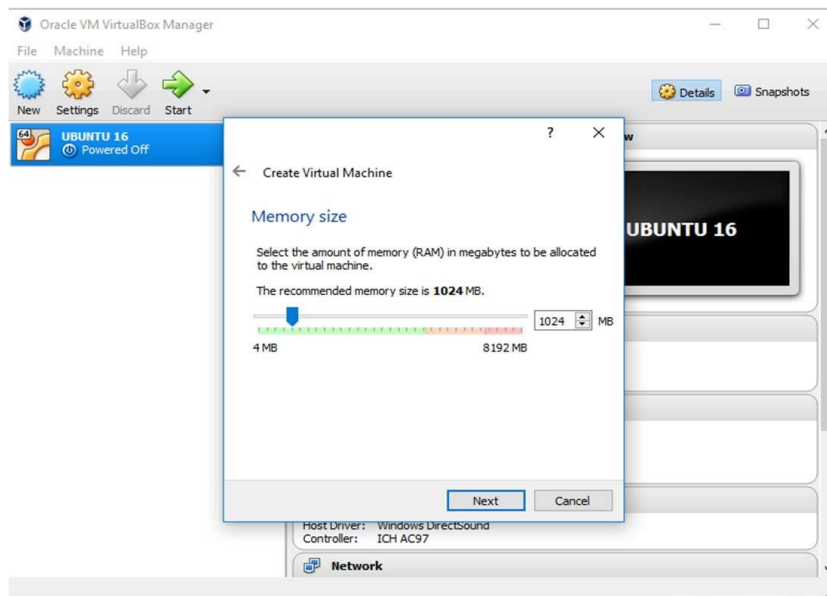 Oracle VM VirtualBox Manager
File Machine Help
New Settings Discard Start
Details Snapshots
64
UBUNTU 16
Powered Off
w
UBUNTU 16
? 
Create Virtual Machine
Memory size
Select the amount of memory (RAM) in megabytes to be allocated
to the virtual machine.
The recommended memory size is 1024 MB.
1024 MB
4 MB 8192 MB
Next Cancel
Host Driver: Windows DirectSound
Controller: ICH AC97
Network